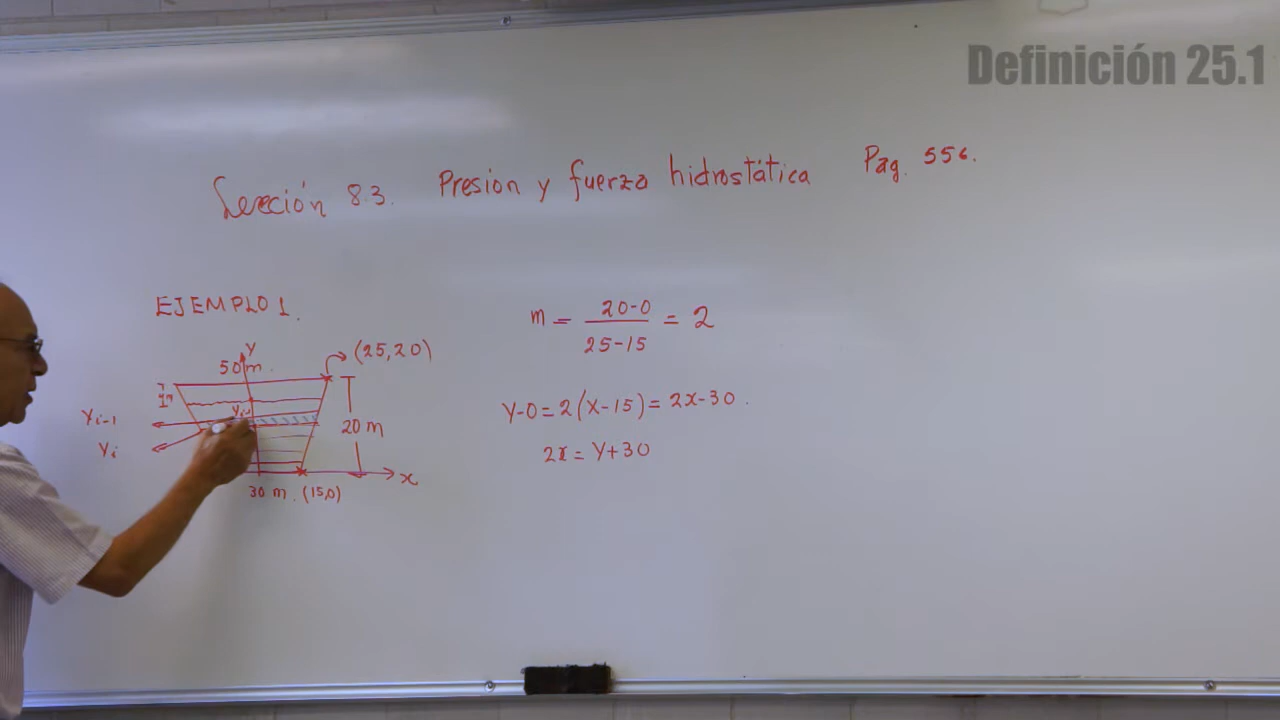 Definición 25.1
Sección 8.3. Presion y fuerza hidrostática Pag. 556.
EJEMPLO 1.
m = 20-0 / 25-15 = 2
y
50 m.
(25,20)
Y-0 = 2(X-15) = 2X-30.
Yi-1
20 m
Yi
2x = Y+30
x
30 m. (15,0)